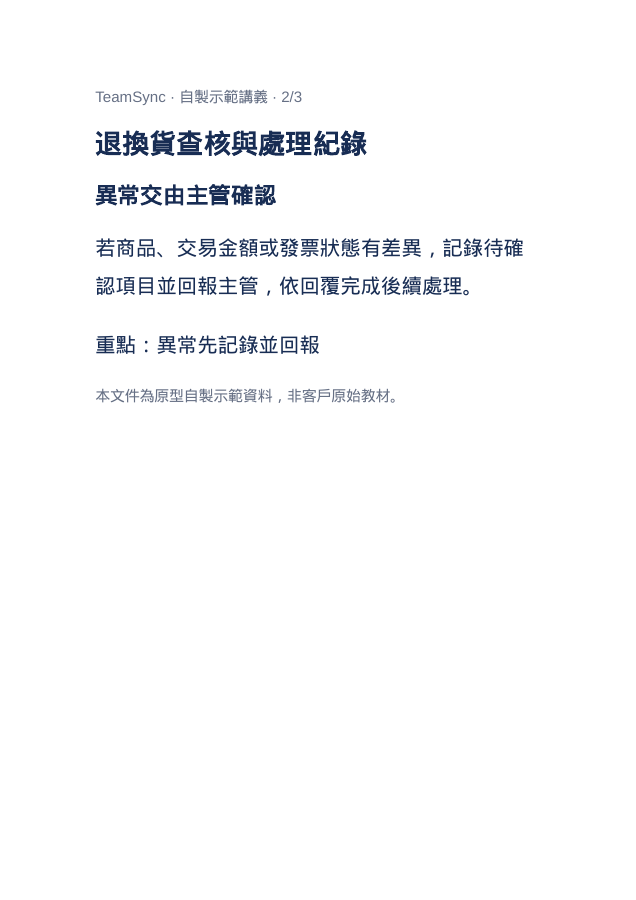 TeamSync · 自製示範講義 · 2/3
退換貨查核與處理紀錄
異常交由主管確認
若商品、交易金額或發票狀態有差異，記錄待確
認項目並回報主管，依回覆完成後續處理。
重點：異常先記錄並回報
本文件為原型自製示範資料，非客戶原始教材。